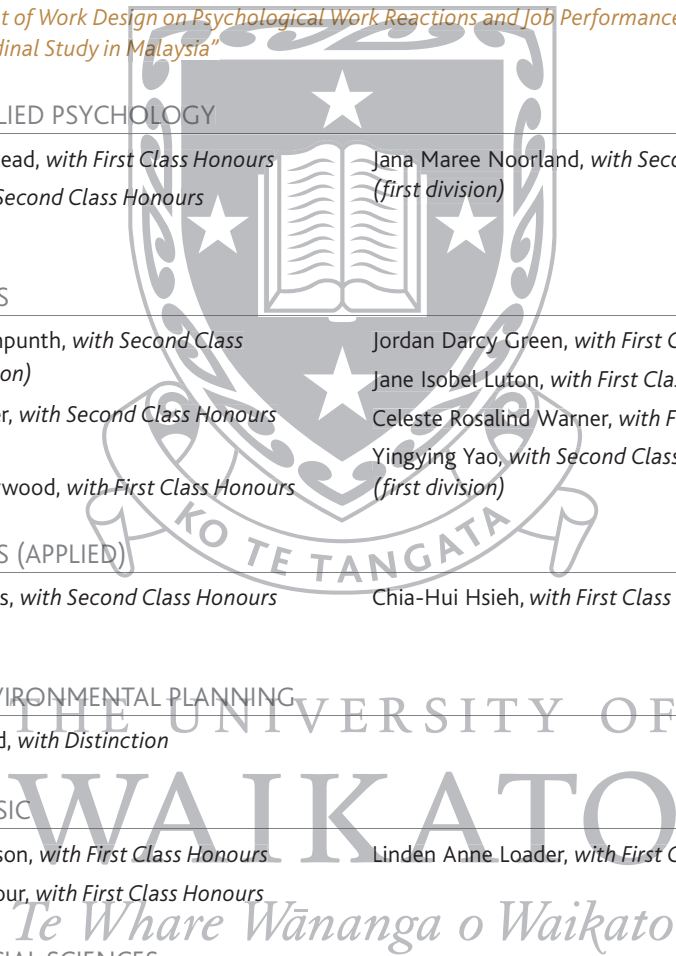 t of Work Design on Psychological Work Reactions and Job Performance
dinal Study in Malaysia”
LIED PSYCHOLOGY
ead, with First Class Honours
Second Class Honours
Jana Maree Noorland, with Seco
(first division)
S
npunth, with Second Class
on)
er, with Second Class Honours
wood, with First Class Honours
Jordan Darcy Green, with First C
Jane Isobel Luton, with First Clas
Celeste Rosalind Warner, with F
Yingying Yao, with Second Class
(first division)
KO TE TANGATA
S (APPLIED)
s, with Second Class Honours
Chia-Hui Hsieh, with First Class
VIRONMENTAL PLANNING
THE UNIVERSITY OF
d, with Distinction
WAIKATO
SIC
son, with First Class Honours
our, with First Class Honours
Linden Anne Loader, with First C
Te Whare Wānanga o Waikato
CIAL SCIENCES